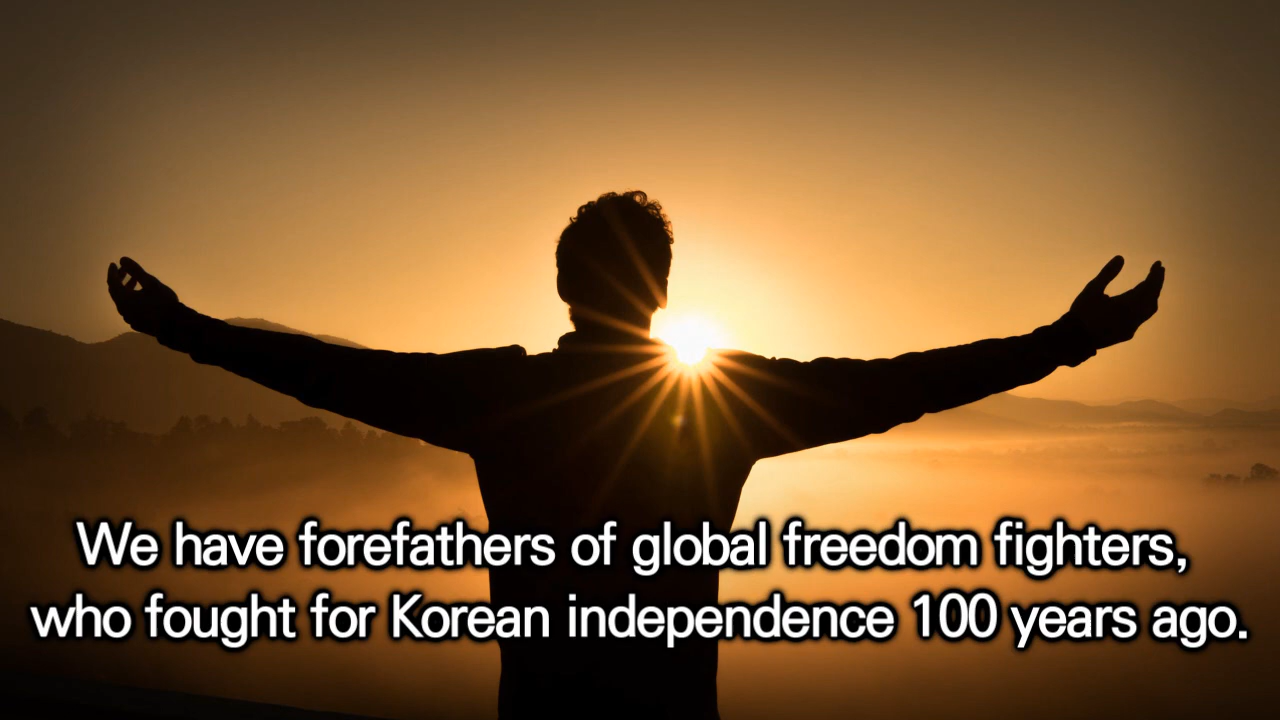 We have forefathers of global freedom fighters,
who fought for Korean independence 100 years ago.